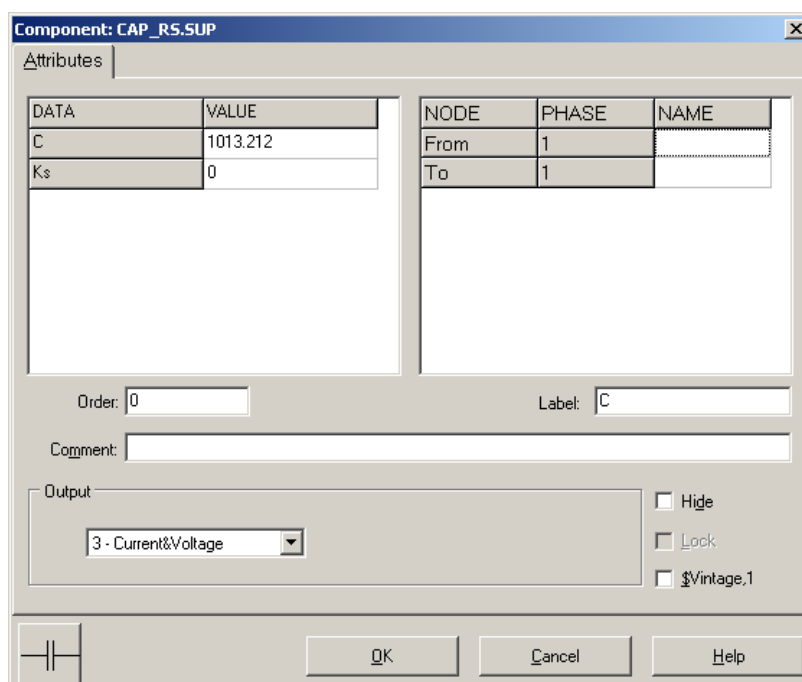 Component: CAP_RS.SUP
Attributes
DATA VALUE
C 1013.212
Ks 0
NODE PHASE NAME
From 1
To 1
Order: 0
Label: C
Comment:
Output
3 - Current&Voltage
Hide
Lock
$Vintage,1
OK Cancel Help